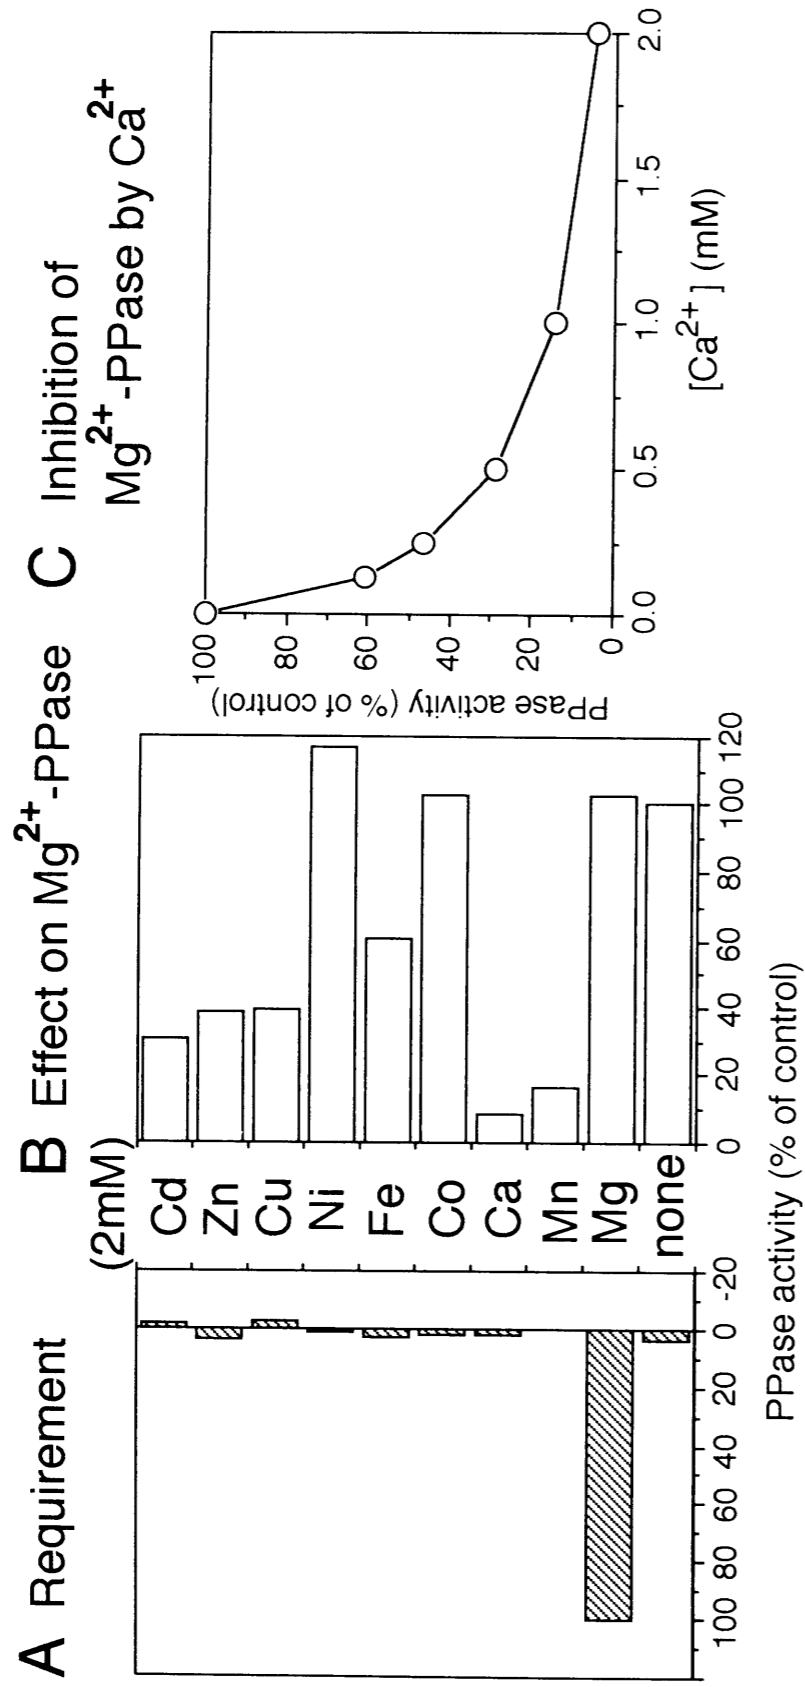 A Requirement
B Effect on Mg2+-PPase
C Inhibition of
Mg2+-PPase by Ca2+
(2mM)
Cd
Zn
Cu
Ni
Fe
Co
Ca
Mn
Mg
none
100 80 60 40 20 0 -20
0 20 40 60 80 100 120
PPase activity (% of control)
PPase activity (% of control)
100
80
60
40
20
0
0.0 0.5 1.0 1.5 2.0
[Ca2+] (mM)